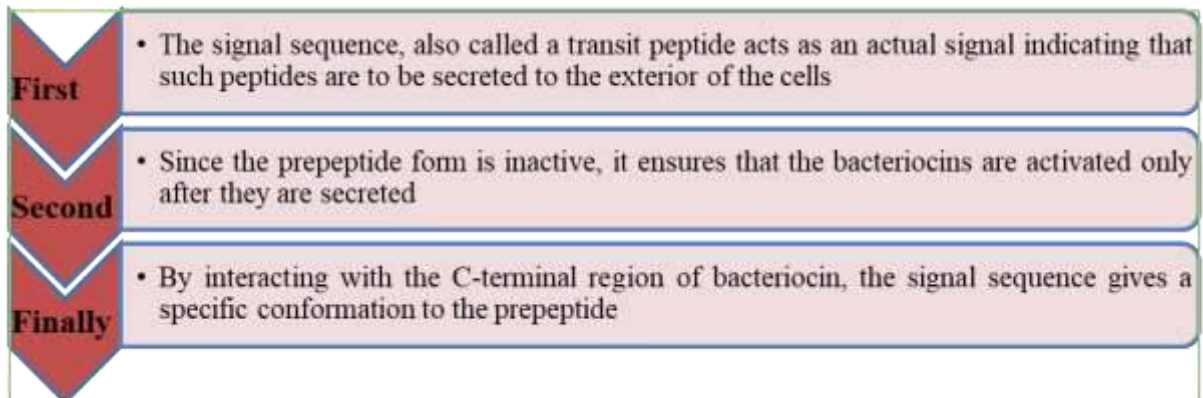 First
• The signal sequence, also called a transit peptide acts as an actual signal indicating that
such peptides are to be secreted to the exterior of the cells
Second
• Since the prepeptide form is inactive, it ensures that the bacteriocins are activated only
after they are secreted
Finally
• By interacting with the C-terminal region of bacteriocin, the signal sequence gives a
specific conformation to the prepeptide